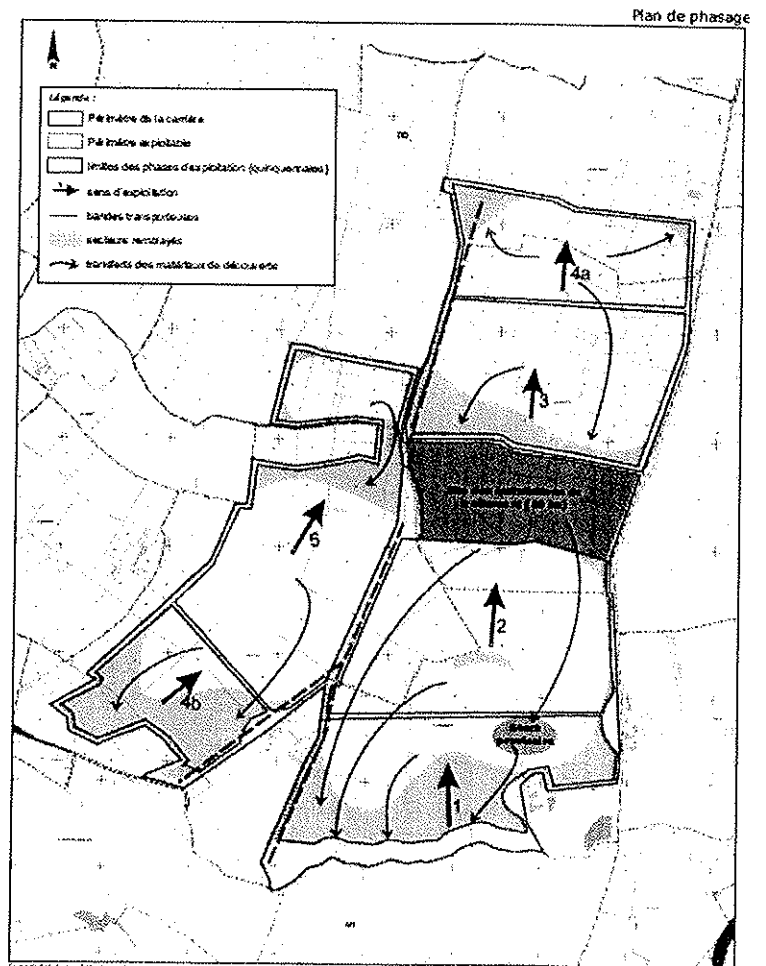 Plan de phasage
N
Légende :
Périmètre de la carrière
Périmètre exploitable
limites des phases d'exploitation (quinquennales)
sens d'exploitation
bandes transporteuses
secteurs remblayés
transferts des matériaux de découverte
4a
3
5
2
4b
1